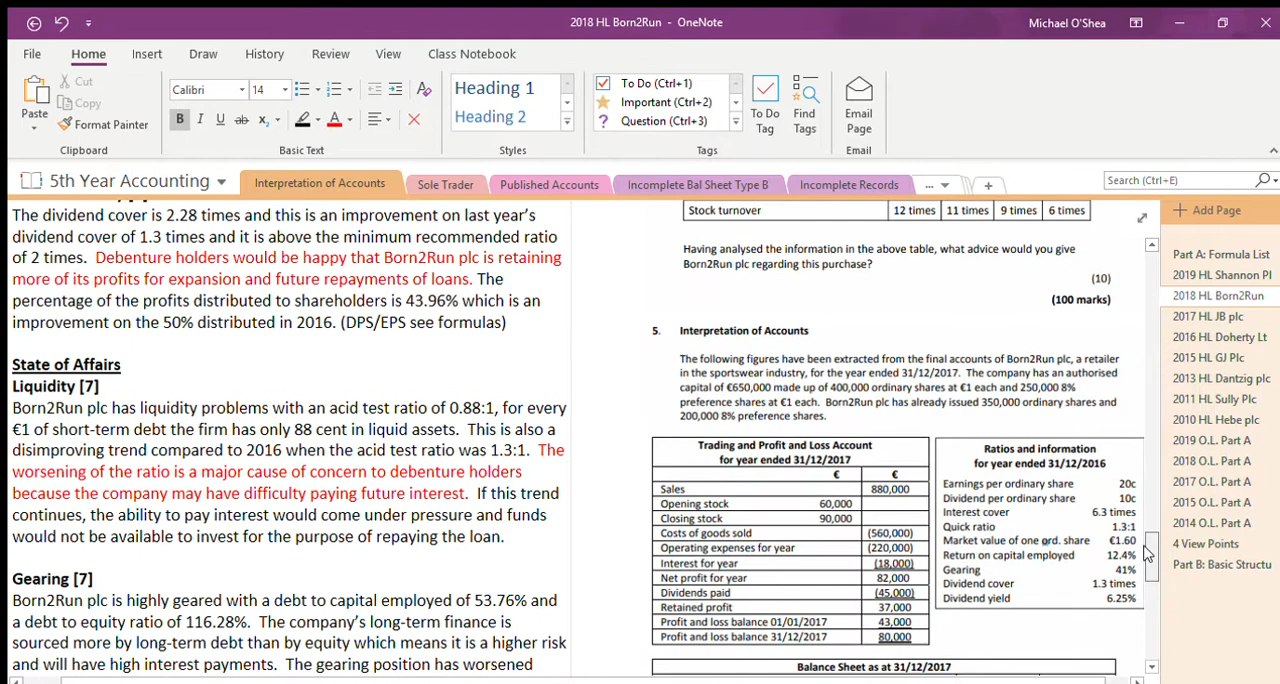 2018 HL Born2Run - OneNote
Michael O'Shea
File Home Insert Draw History Review View Class Notebook
Paste
Cut
Copy
Format Painter
Clipboard
Calibri 14
B I U ab X₂ A
Basic Text
Heading 1
Heading 2
Styles
To Do (Ctrl+1)
Important (Ctrl+2)
? Question (Ctrl+3)
To Do
Tag
Find
Tags
Tags
Email
Page
Email
5th Year Accounting
Interpretation of Accounts
Sole Trader
Published Accounts
Incomplete Bal Sheet Type B
Incomplete Records
...
+
Search (Ctrl+E)
The dividend cover is 2.28 times and this is an improvement on last year's
dividend cover of 1.3 times and it is above the minimum recommended ratio
of 2 times. Debenture holders would be happy that Born2Run plc is retaining
more of its profits for expansion and future repayments of loans. The
percentage of the profits distributed to shareholders is 43.96% which is an
improvement on the 50% distributed in 2016. (DPS/EPS see formulas)
State of Affairs
Liquidity [7]
Born2Run plc has liquidity problems with an acid test ratio of 0.88:1, for every
€1 of short-term debt the firm has only 88 cent in liquid assets. This is also a
disimproving trend compared to 2016 when the acid test ratio was 1.3:1. The
worsening of the ratio is a major cause of concern to debenture holders
because the company may have difficulty paying future interest. If this trend
continues, the ability to pay interest would come under pressure and funds
would not be available to invest for the purpose of repaying the loan.
Gearing [7]
Born2Run plc is highly geared with a debt to capital employed of 53.76% and
a debt to equity ratio of 116.28%. The company's long-term finance is
sourced more by long-term debt than by equity which means it is a higher risk
and will have high interest payments. The gearing position has worsened
Stock turnover 12 times 11 times 9 times 6 times
Having analysed the information in the above table, what advice would you give
Born2Run plc regarding this purchase?
(10)
(100 marks)
5. Interpretation of Accounts
The following figures have been extracted from the final accounts of Born2Run plc, a retailer
in the sportswear industry, for the year ended 31/12/2017. The company has an authorised
capital of €650,000 made up of 400,000 ordinary shares at €1 each and 250,000 8%
preference shares at €1 each. Born2Run plc has already issued 350,000 ordinary shares and
200,000 8% preference shares.
Trading and Profit and Loss Account
for year ended 31/12/2017
€ €
Sales 880,000
Opening stock 60,000
Closing stock 90,000
Costs of goods sold (560,000)
Operating expenses for year (220,000)
Interest for year (18,000)
Net profit for year 82,000
Dividends paid (45,000)
Retained profit 37,000
Profit and loss balance 01/01/2017 43,000
Profit and loss balance 31/12/2017 80,000
Ratios and information
for year ended 31/12/2016
Earnings per ordinary share 20c
Dividend per ordinary share 10c
Interest cover 6.3 times
Quick ratio 1.3:1
Market value of one ord. share €1.60
Return on capital employed 12.4%
Gearing 41%
Dividend cover 1.3 times
Dividend yield 6.25%
Balance Sheet as at 31/12/2017
+ Add Page
Part A: Formula List
2019 HL Shannon Pl
2018 HL Born2Run
2017 HL JB plc
2016 HL Doherty Lt
2015 HL GJ Plc
2013 HL Dantzig plc
2011 HL Sully Plc
2010 HL Hebe plc
2019 O.L. Part A
2018 O.L. Part A
2017 O.L. Part A
2015 O.L. Part A
2014 O.L. Part A
4 View Points
Part B: Basic Structu